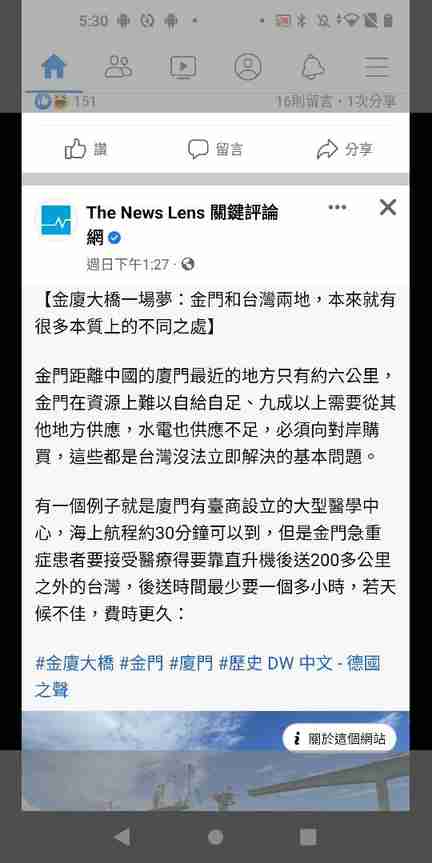 5:30
151
16則留言・1次分享
讚
留言
分享
The News Lens 關鍵評論
網
週日下午1:27 ·
【金廈大橋一場夢：金門和台灣兩地，本來就有
很多本質上的不同之處】
金門距離中國的廈門最近的地方只有約六公里，
金門在資源上難以自給自足、九成以上需要從其
他地方供應，水電也供應不足，必須向對岸購
買，這些都是台灣沒法立即解決的基本問題。
有一個例子就是廈門有臺商設立的大型醫學中
心，海上航程約30分鐘可以到，但是金門急重
症患者要接受醫療得要靠直升機後送200多公里
之外的台灣，後送時間最少要一個多小時，若天
候不佳，費時更久：
#金廈大橋 #金門 #廈門 #歷史 DW 中文 - 德國
之聲
關於這個網站